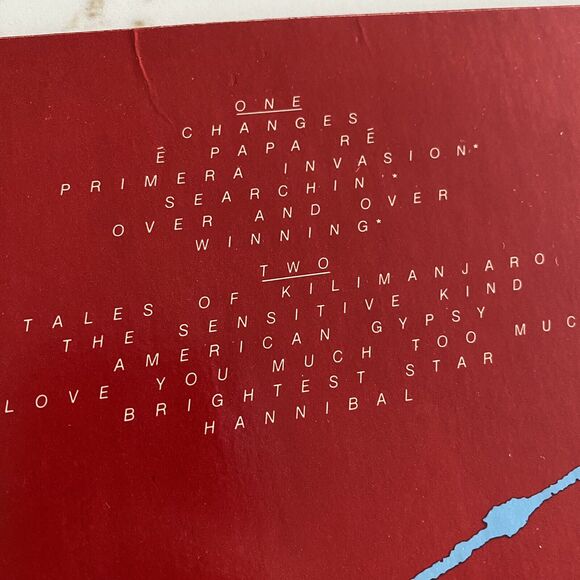 ONE
CHANGES
É PAPA RÉ
PRIMERA INVASION*
SEARCHIN'*
OVER AND OVER
WINNING*
TWO
TALES OF KILIMANJARO
THE SENSITIVE KIND
AMERICAN GYPSY
LOVE YOU MUCH TOO MUC
BRIGHTEST STAR
HANNIBAL